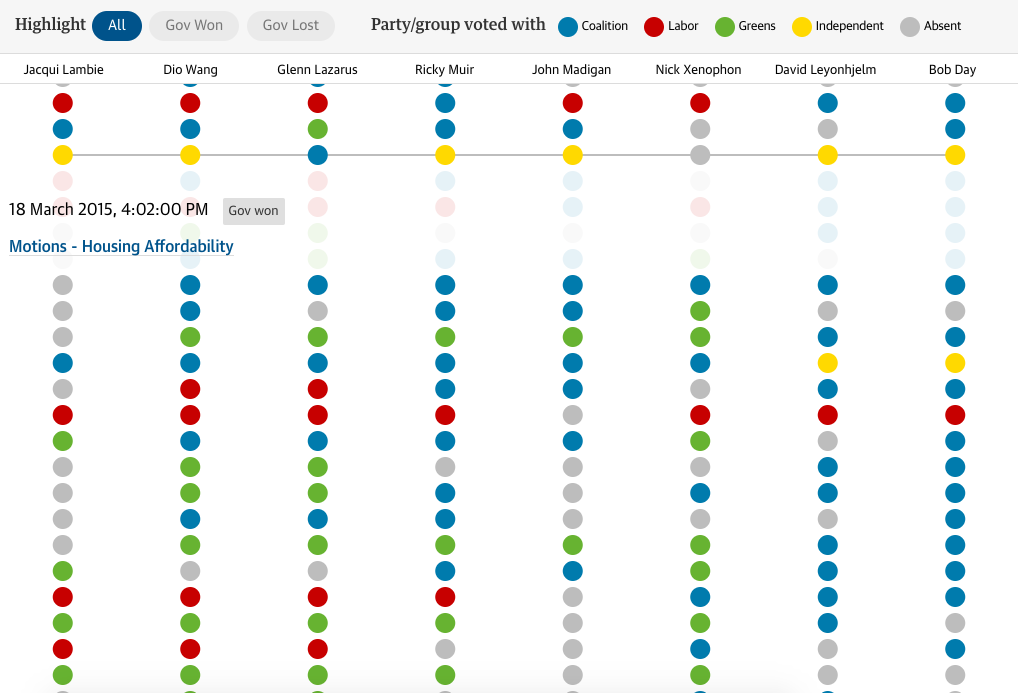 Highlight All Gov Won Gov Lost Party/group voted with Coalition Labor Greens Independent Absent
Jacqui Lambie Dio Wang Glenn Lazarus Ricky Muir John Madigan Nick Xenophon David Leyonhjelm Bob Day
18 March 2015, 4:02:00 PM Gov won
Motions - Housing Affordability